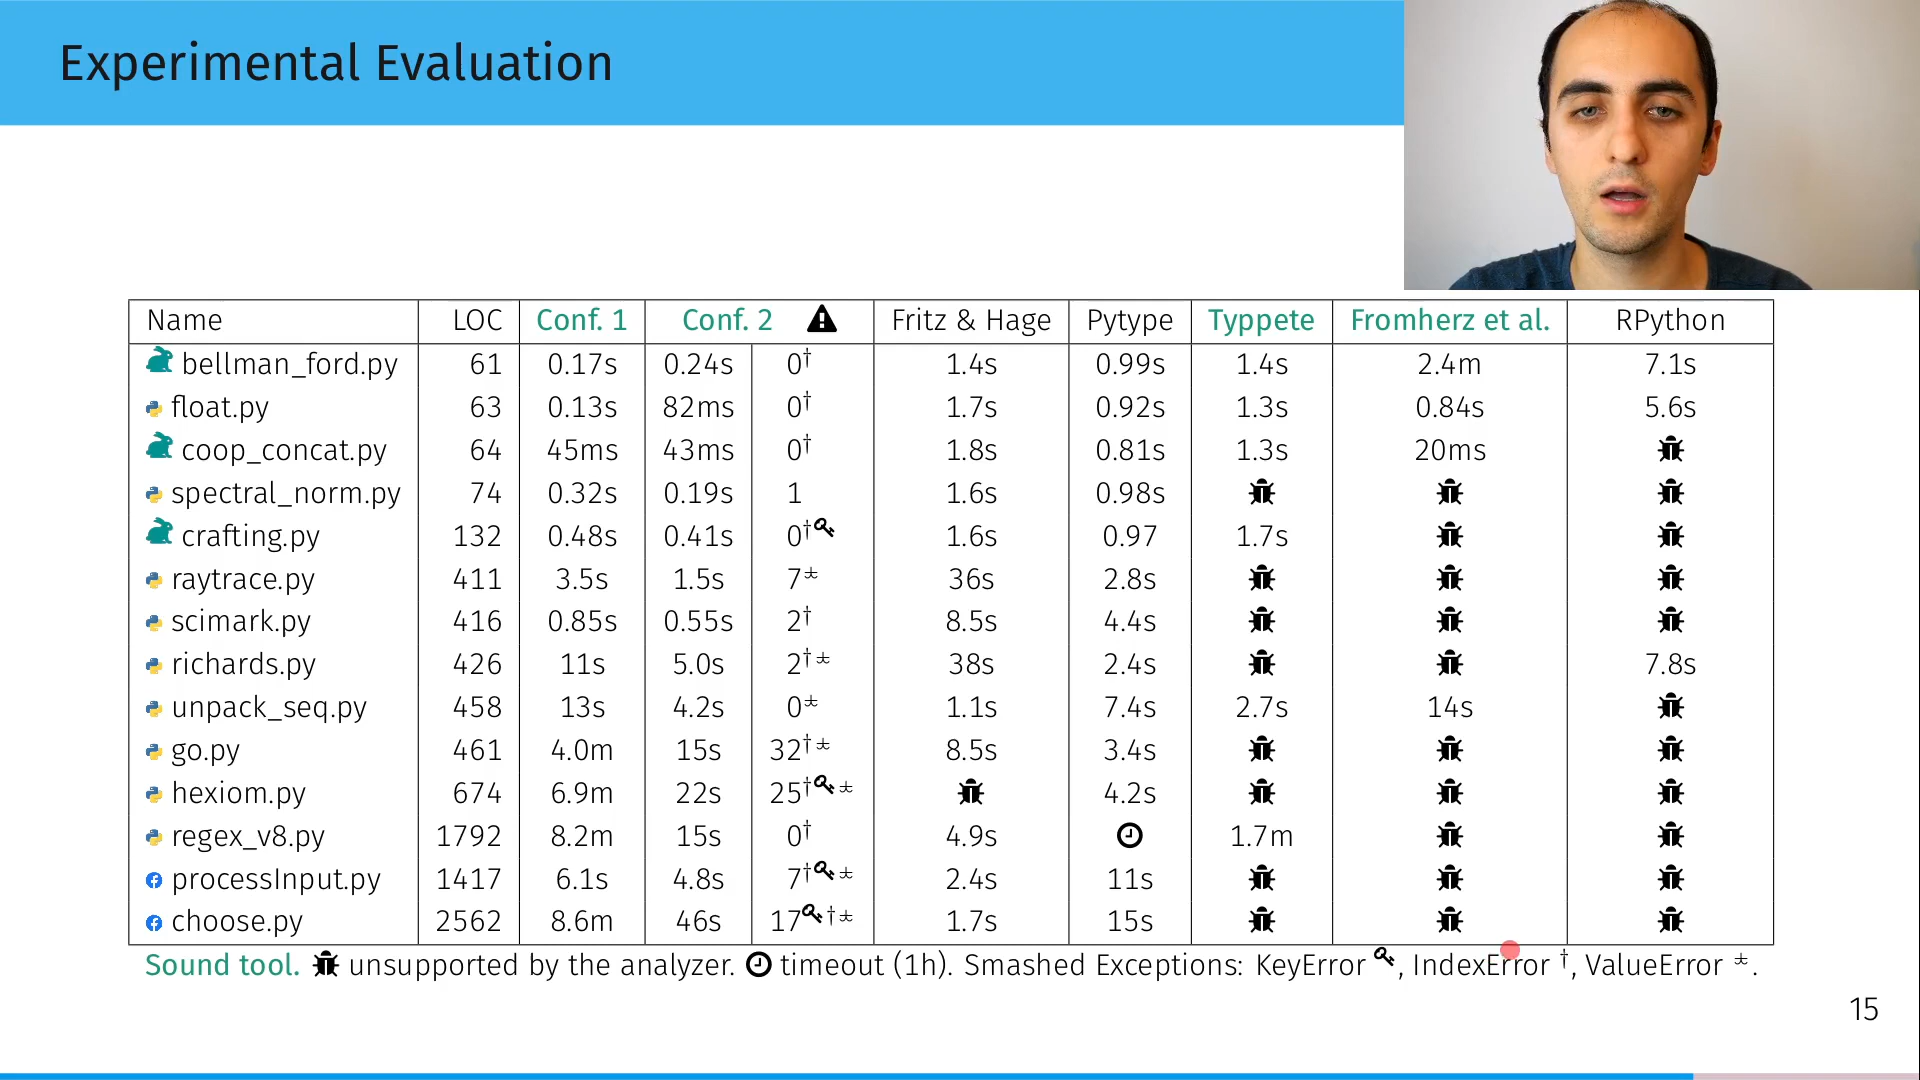 Experimental Evaluation
Name LOC Conf. 1 Conf. 2 Fritz & Hage Pytype Typpete Fromherz et al. RPython
bellman_ford.py 61 0.17s 0.24s 0† 1.4s 0.99s 1.4s 2.4m 7.1s
float.py 63 0.13s 82ms 0† 1.7s 0.92s 1.3s 0.84s 5.6s
coop_concat.py 64 45ms 43ms 0† 1.8s 0.81s 1.3s 20ms
spectral_norm.py 74 0.32s 0.19s 1 1.6s 0.98s
crafting.py 132 0.48s 0.41s 0† 1.6s 0.97 1.7s
raytrace.py 411 3.5s 1.5s 7± 36s 2.8s
scimark.py 416 0.85s 0.55s 2† 8.5s 4.4s
richards.py 426 11s 5.0s 2†± 38s 2.4s 7.8s
unpack_seq.py 458 13s 4.2s 0± 1.1s 7.4s 2.7s 14s
go.py 461 4.0m 15s 32†± 8.5s 3.4s
hexiom.py 674 6.9m 22s 25†± 4.2s
regex_v8.py 1792 8.2m 15s 0† 4.9s 1.7m
processInput.py 1417 6.1s 4.8s 7†± 2.4s 11s
choose.py 2562 8.6m 46s 17†± 1.7s 15s
Sound tool. unsupported by the analyzer. timeout (1h). Smashed Exceptions: KeyError , IndexError †, ValueError ±.
15